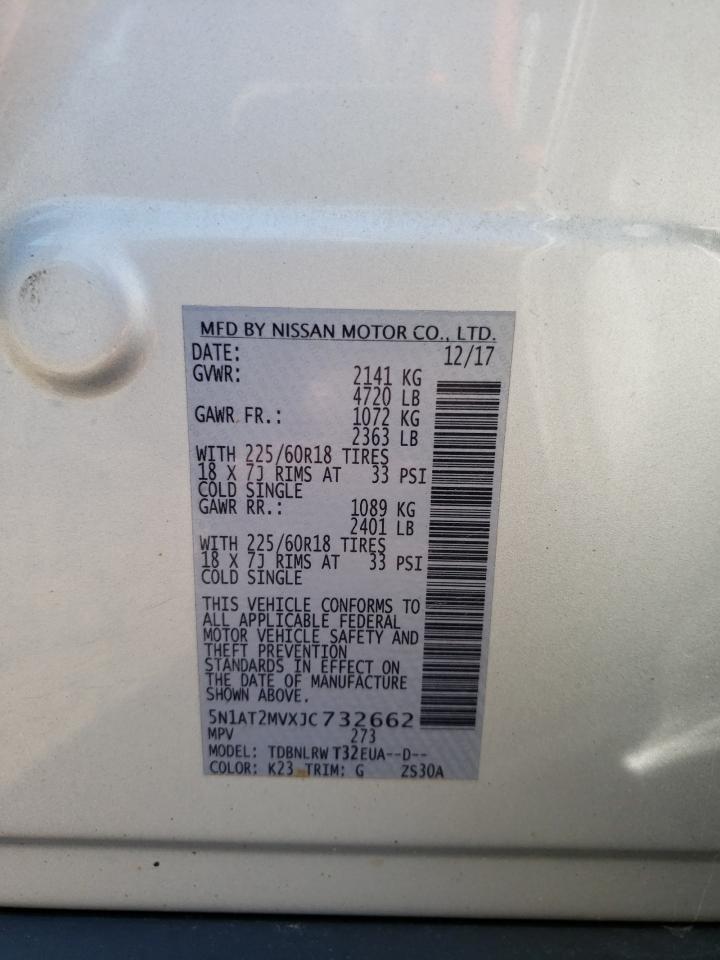 MFD BY NISSAN MOTOR CO., LTD.
DATE: 12/17
GVWR: 2141 KG
4720 LB
GAWR FR.: 1072 KG
2363 LB
WITH 225/60R18 TIRES
18 X 7J RIMS AT 33 PSI
COLD SINGLE
GAWR RR.: 1089 KG
2401 LB
WITH 225/60R18 TIRES
18 X 7J RIMS AT 33 PSI
COLD SINGLE
THIS VEHICLE CONFORMS TO
ALL APPLICABLE FEDERAL
MOTOR VEHICLE SAFETY AND
THEFT PREVENTION
STANDARDS IN EFFECT ON
THE DATE OF MANUFACTURE
SHOWN ABOVE.
5N1AT2MVXJC732662
MPV 273
MODEL: TDBNLRW T32EUA--D--
COLOR: K23 TRIM: G ZS30A